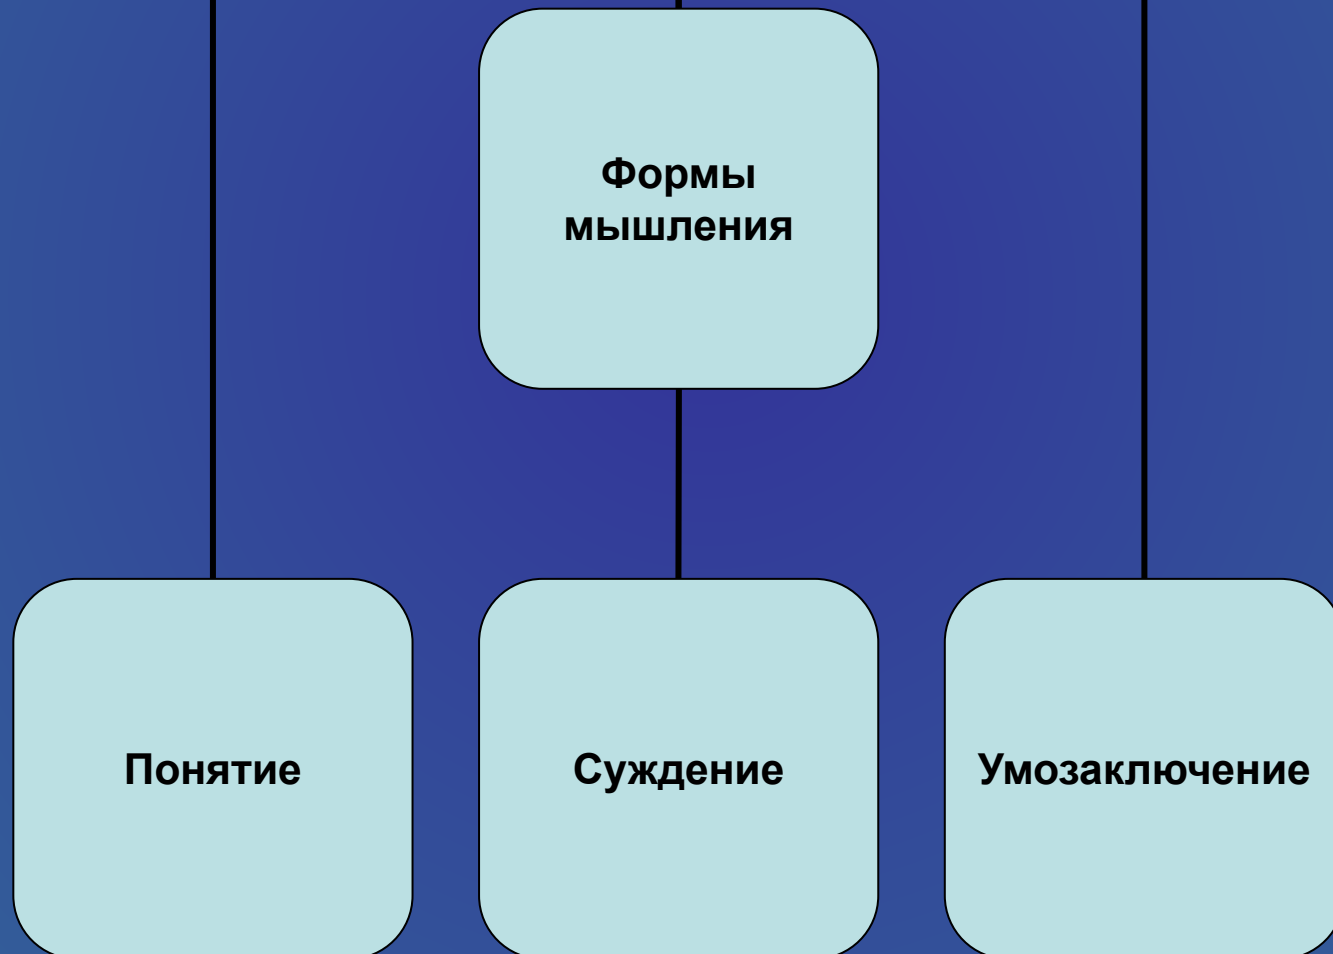 Формы
мышления
Понятие
Суждение
Умозаключение